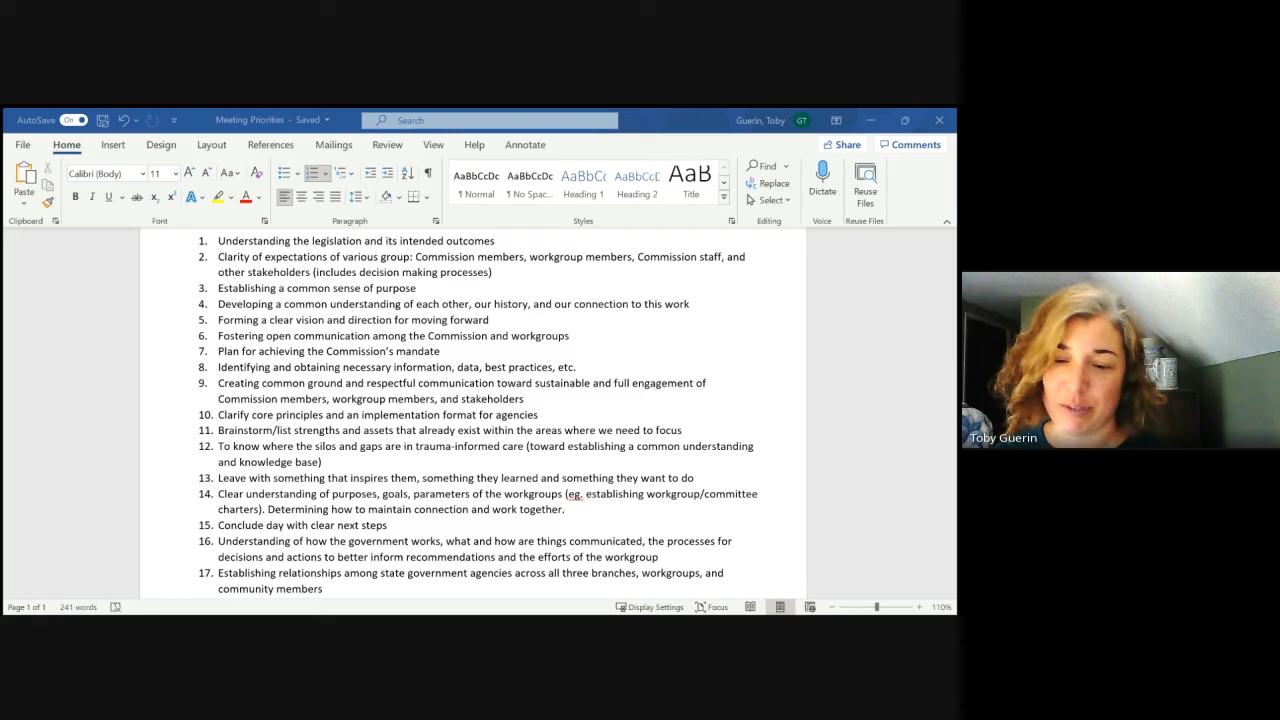 AutoSave On Meeting Priorities - Saved Search Guerin, Toby GT
File Home Insert Design Layout References Mailings Review View Help Annotate Share Comments
Calibri (Body) 11 A A Aa A
AaBbCcDc AaBbCcDc AaBbCc AaBbCcD AaB
Find
Paste
B I U ab x₂ x² A A
¶ Normal ¶ No Spac... Heading 1 Heading 2 Title
Replace
Select
Dictate
Reuse
Files
Clipboard Font Paragraph Styles Editing Voice Reuse Files
1. Understanding the legislation and its intended outcomes
2. Clarity of expectations of various group: Commission members, workgroup members, Commission staff, and
other stakeholders (includes decision making processes)
3. Establishing a common sense of purpose
4. Developing a common understanding of each other, our history, and our connection to this work
5. Forming a clear vision and direction for moving forward
6. Fostering open communication among the Commission and workgroups
7. Plan for achieving the Commission's mandate
8. Identifying and obtaining necessary information, data, best practices, etc.
9. Creating common ground and respectful communication toward sustainable and full engagement of
Commission members, workgroup members, and stakeholders
10. Clarify core principles and an implementation format for agencies
11. Brainstorm/list strengths and assets that already exist within the areas where we need to focus
12. To know where the silos and gaps are in trauma-informed care (toward establishing a common understanding
and knowledge base)
13. Leave with something that inspires them, something they learned and something they want to do
14. Clear understanding of purposes, goals, parameters of the workgroups (eg. establishing workgroup/committee
charters). Determining how to maintain connection and work together.
15. Conclude day with clear next steps
16. Understanding of how the government works, what and how are things communicated, the processes for
decisions and actions to better inform recommendations and the efforts of the workgroup
17. Establishing relationships among state government agencies across all three branches, workgroups, and
community members
Page 1 of 1 241 words Display Settings Focus 110%
Toby Guerin